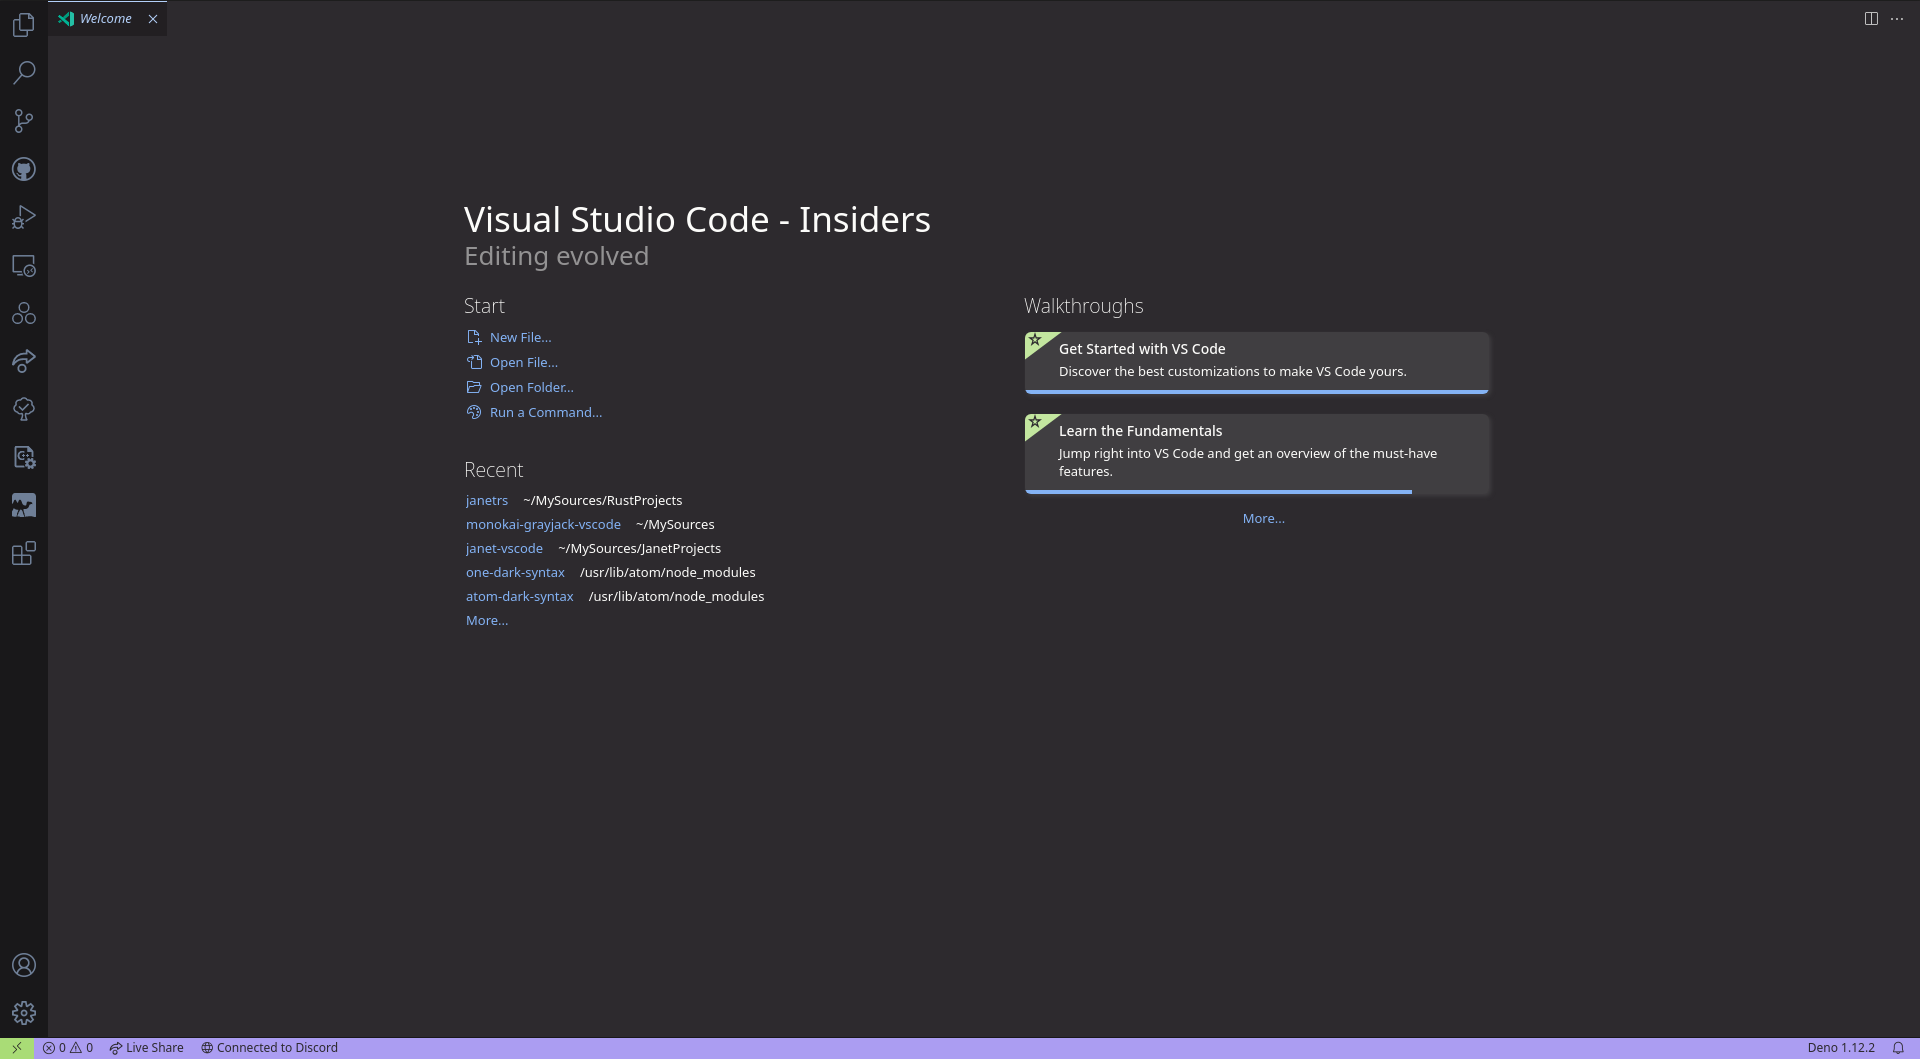 Welcome
Visual Studio Code - Insiders
Editing evolved
Start
New File...
Open File...
Open Folder...
Run a Command...
Recent
janetrs ~/MySources/RustProjects
monokai-grayjack-vscode ~/MySources
janet-vscode ~/MySources/JanetProjects
one-dark-syntax /usr/lib/atom/node_modules
atom-dark-syntax /usr/lib/atom/node_modules
More...
Walkthroughs
Get Started with VS Code
Discover the best customizations to make VS Code yours.
Learn the Fundamentals
Jump right into VS Code and get an overview of the must-have
features.
More...
0 0 Live Share Connected to Discord Deno 1.12.2